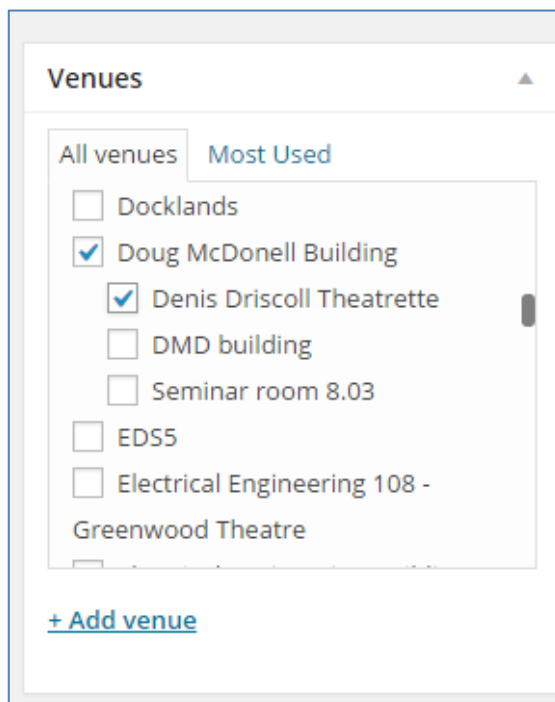 Venues
All venues Most Used
Docklands
Doug McDonell Building
Denis Driscoll Theatrette
DMD building
Seminar room 8.03
EDS5
Electrical Engineering 108 -
Greenwood Theatre
+ Add venue